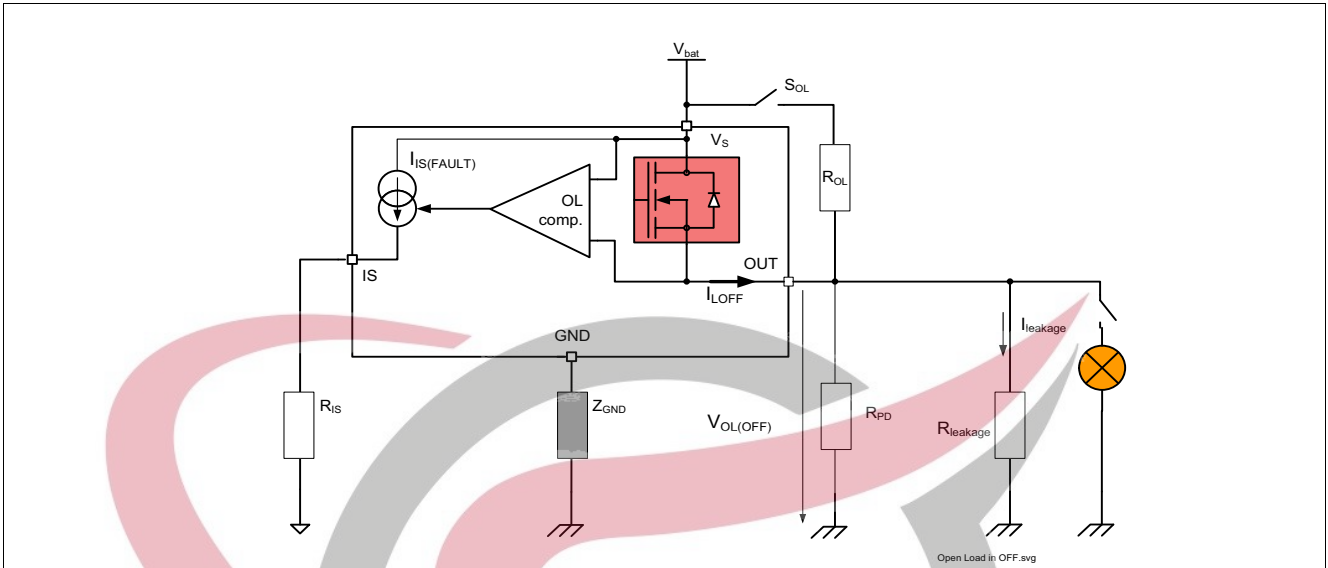 Vbat
SOL
VS
IIS(FAULT)
ROL
OL
comp.
OUT
IS
ILOFF
GND
Ileakage
RIS
ZGND
VOL(OFF)
RPD
Rleakage
Open Load in OFF.svg